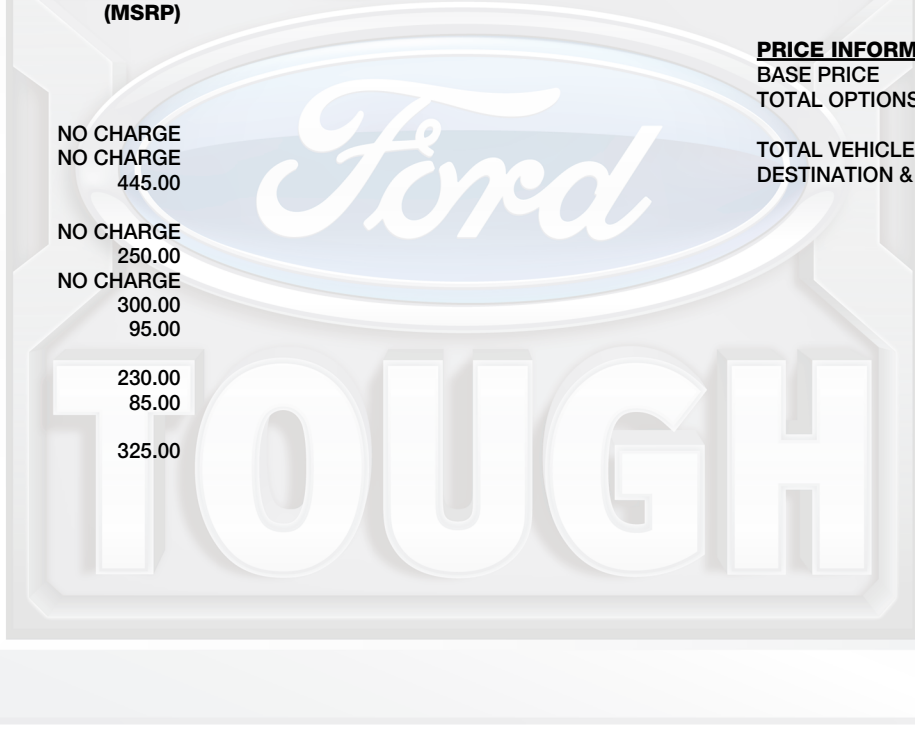 (MSRP)
NO CHARGE
NO CHARGE
445.00
NO CHARGE
250.00
NO CHARGE
300.00
95.00
230.00
85.00
325.00
PRICE INFORM
BASE PRICE
TOTAL OPTIONS
TOTAL VEHICLE
DESTINATION &
Ford
TOUGH